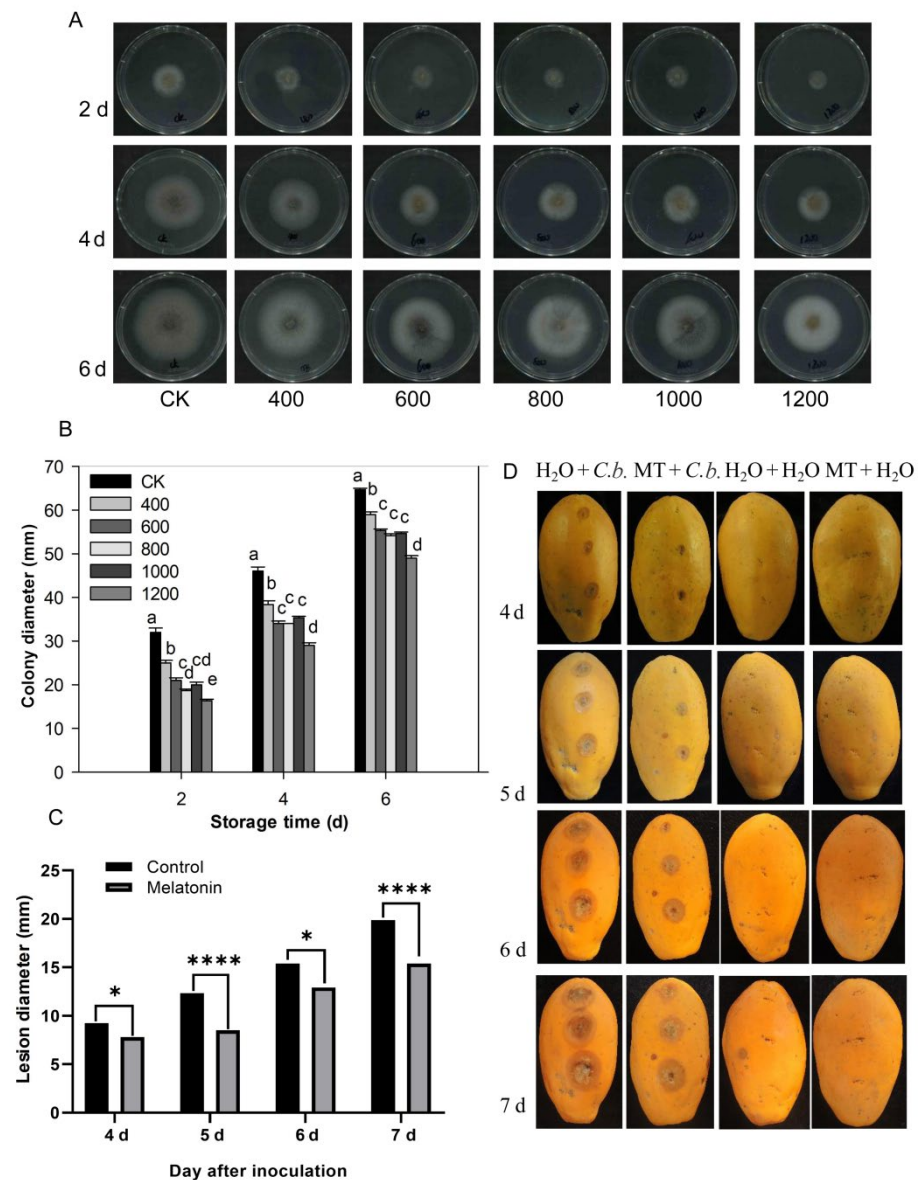 A
2 d
4 d
6 d
CK 400 600 800 1000 1200
B
70
60
50
40
30
20
10
0
Colony diameter (mm)
CK
400
600
800
1000
1200
a b c d cd e
a b c c c d
a b c c c d
2 4 6
Storage time (d)
C
25
20
15
10
5
0
Lesion diameter (mm)
Control
Melatonin
* **** * ****
4 d 5 d 6 d 7 d
Day after inoculation
D H₂O + C.b. MT + C.b. H₂O + H₂O MT + H₂O
4 d
5 d
6 d
7 d